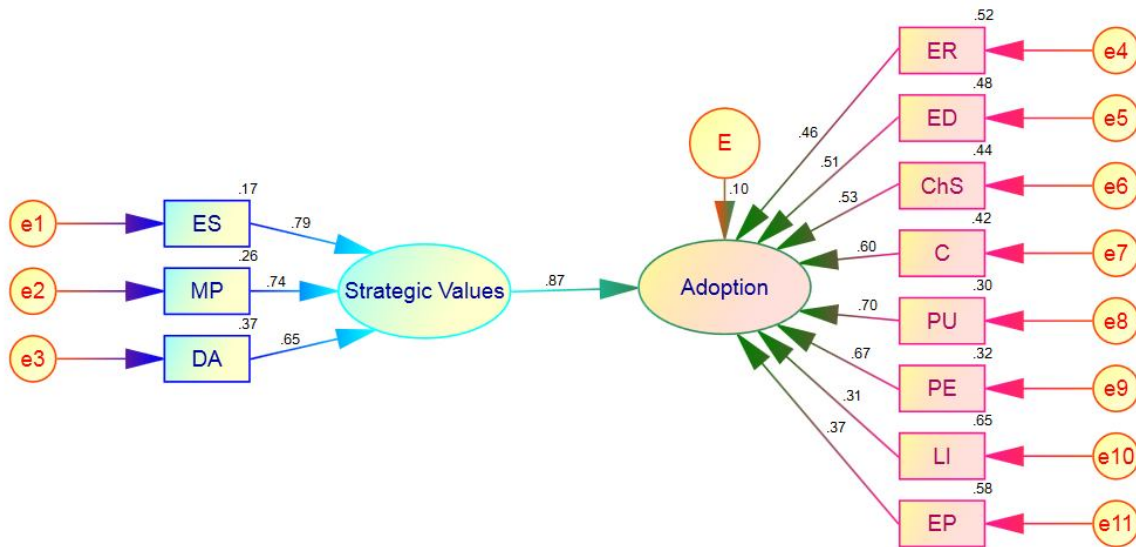 .52
ER
e4
.48
ED
e5
.46
E
.51
.44
ChS
e6
.10
.53
.17
ES
e1
.79
.42
C
e7
.60
.26
MP
e2
.74
Strategic Values
.87
Adoption
.30
PU
e8
.70
.37
DA
e3
.65
.32
PE
e9
.67
.31
.65
LI
e10
.37
.58
EP
e11